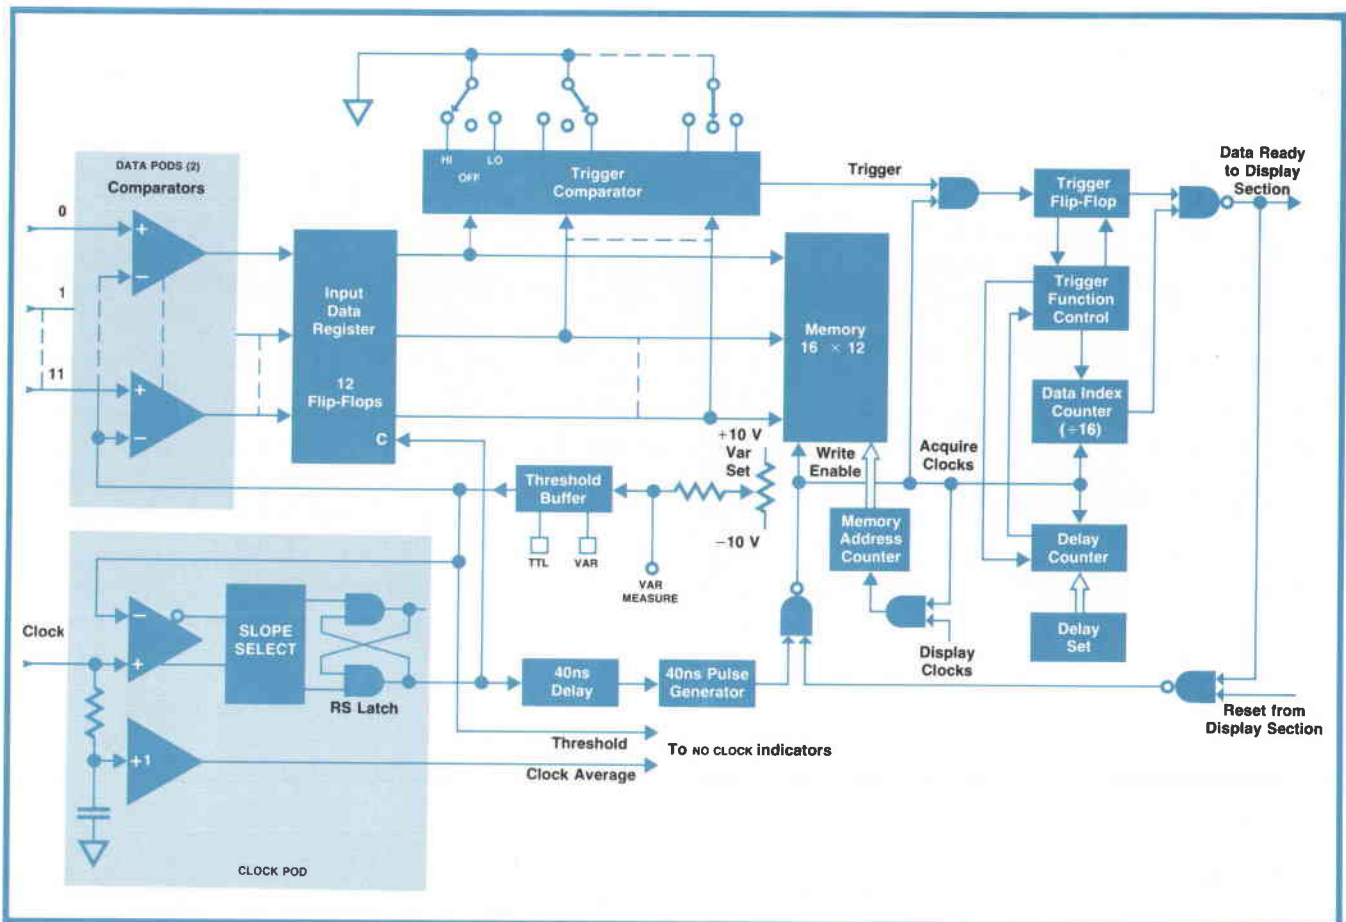 DATA PODS (2)
Comparators
0
1
11
+
−
+
−
Input
Data
Register
12
Flip-Flops
C
HI
OFF
LO
Trigger
Comparator
Trigger
Trigger
Flip-Flop
Data Ready
to Display
Section
Trigger
Function
Control
Memory
16 × 12
Data Index
Counter
(÷16)
+10 V
Var
Set
−10 V
Write
Enable
Acquire
Clocks
Threshold
Buffer
TTL
VAR
VAR
MEASURE
Memory
Address
Counter
Delay
Counter
Delay
Set
Display
Clocks
Clock
−
+
SLOPE
SELECT
RS Latch
40ns
Delay
40ns Pulse
Generator
Reset from
Display Section
Threshold
Clock Average
To NO CLOCK indicators
+1
CLOCK POD